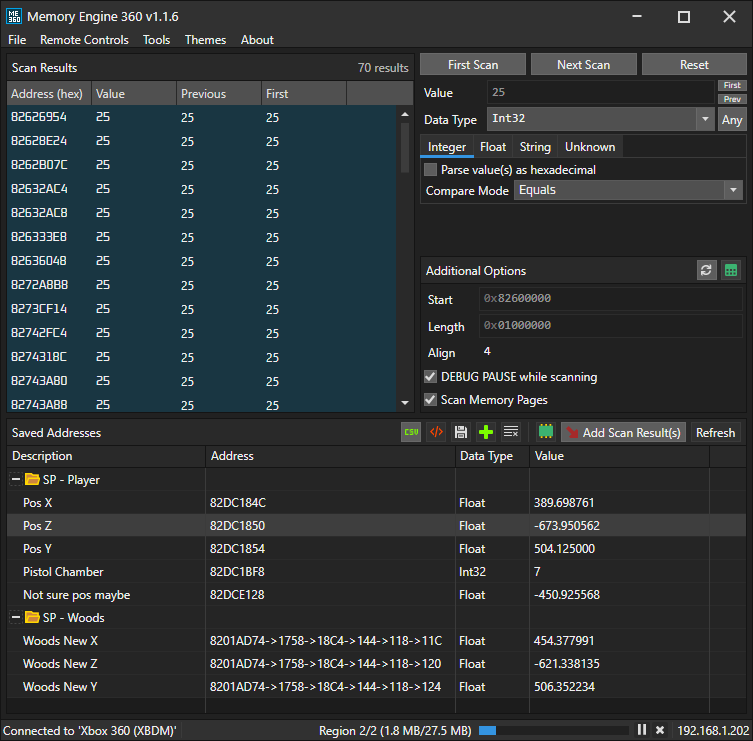 ME 360 Memory Engine 360 v1.1.6
File Remote Controls Tools Themes About
Scan Results 70 results
Address (hex) Value Previous First
82626954 25 25 25
82628E24 25 25 25
8262B07C 25 25 25
82632AC4 25 25 25
82632AC8 25 25 25
826333E8 25 25 25
82636048 25 25 25
8272A8B8 25 25 25
8273CF14 25 25 25
82742FC4 25 25 25
8274318C 25 25 25
82743A80 25 25 25
82743A88 25 25 25
First Scan Next Scan Reset
Value 25 First Prev
Data Type Int32 Any
Integer Float String Unknown
Parse value(s) as hexadecimal
Compare Mode Equals
Additional Options
Start 0x82600000
Length 0x01000000
Align 4
DEBUG PAUSE while scanning
Scan Memory Pages
Saved Addresses CSV </> Add Scan Result(s) Refresh
Description Address Data Type Value
SP - Player
Pos X 82DC184C Float 389.698761
Pos Z 82DC1850 Float -673.950562
Pos Y 82DC1854 Float 504.125000
Pistol Chamber 82DC1BF8 Int32 7
Not sure pos maybe 82DCE128 Float -450.925568
SP - Woods
Woods New X 8201AD74->1758->18C4->144->118->11C Float 454.377991
Woods New Z 8201AD74->1758->18C4->144->118->120 Float -621.338135
Woods New Y 8201AD74->1758->18C4->144->118->124 Float 506.352234
Connected to 'Xbox 360 (XBDM)' Region 2/2 (1.8 MB/27.5 MB) 192.168.1.202